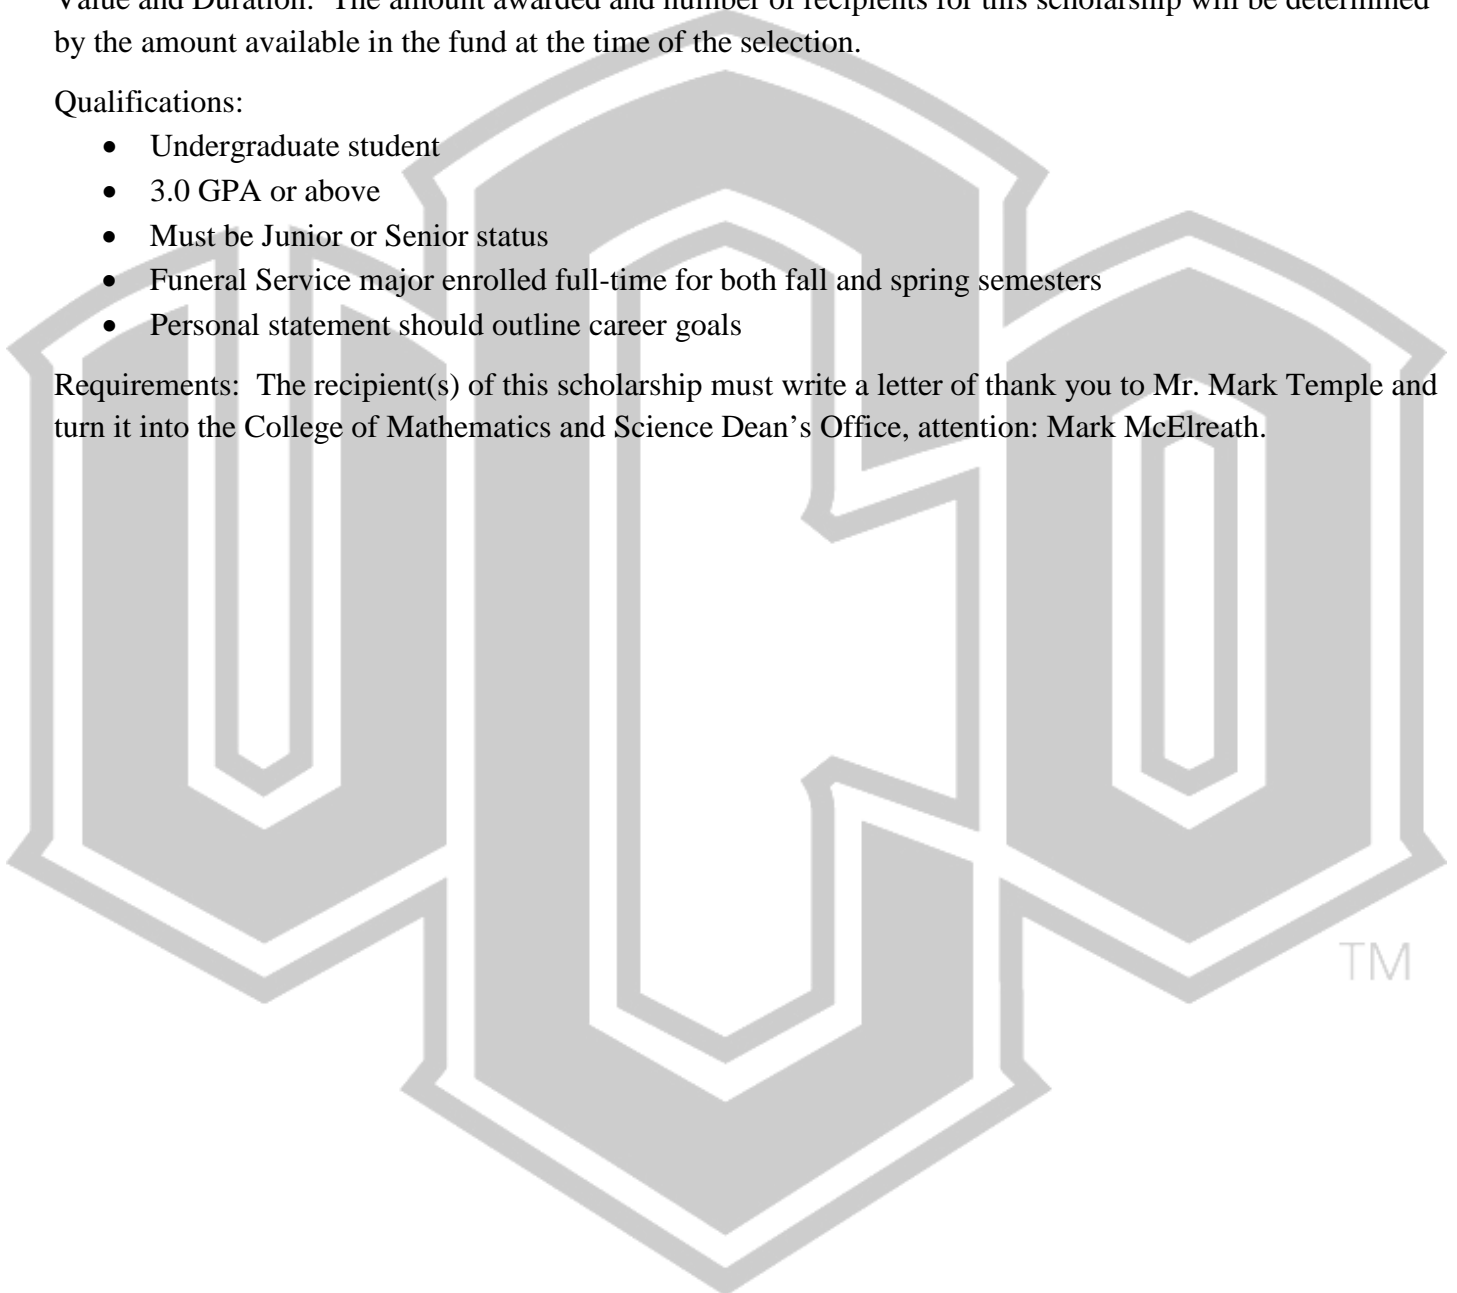 Value and Duration: The amount awarded and number of recipients for this scholarship will be determined
by the amount available in the fund at the time of the selection.
Qualifications:
• Undergraduate student
• 3.0 GPA or above
• Must be Junior or Senior status
• Funeral Service major enrolled full-time for both fall and spring semesters
• Personal statement should outline career goals
Requirements: The recipient(s) of this scholarship must write a letter of thank you to Mr. Mark Temple and
turn it into the College of Mathematics and Science Dean's Office, attention: Mark McElreath.
UCO
TM